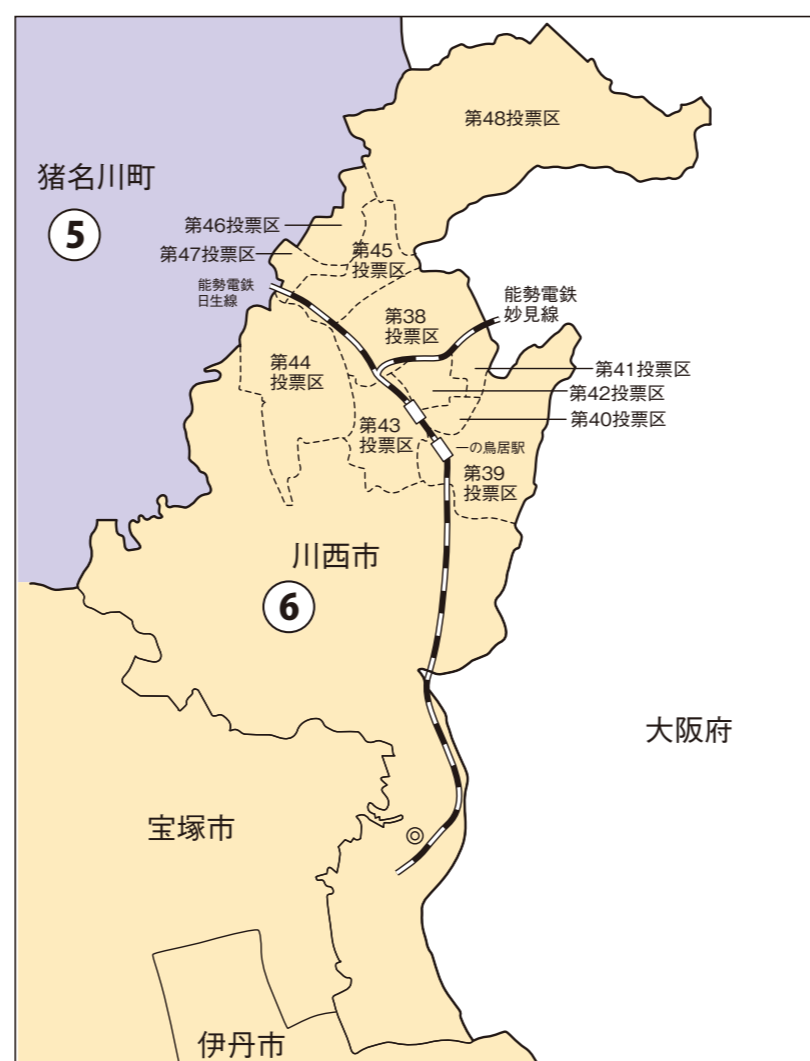 第48投票区
猪名川町
⑤
第46投票区
第47投票区
第45
投票区
能勢電鉄
日生線
能勢電鉄
妙見線
第38
投票区
第44
投票区
第41投票区
第42投票区
第40投票区
第43
投票区
一の鳥居駅
第39
投票区
川西市
⑥
大阪府
宝塚市
伊丹市